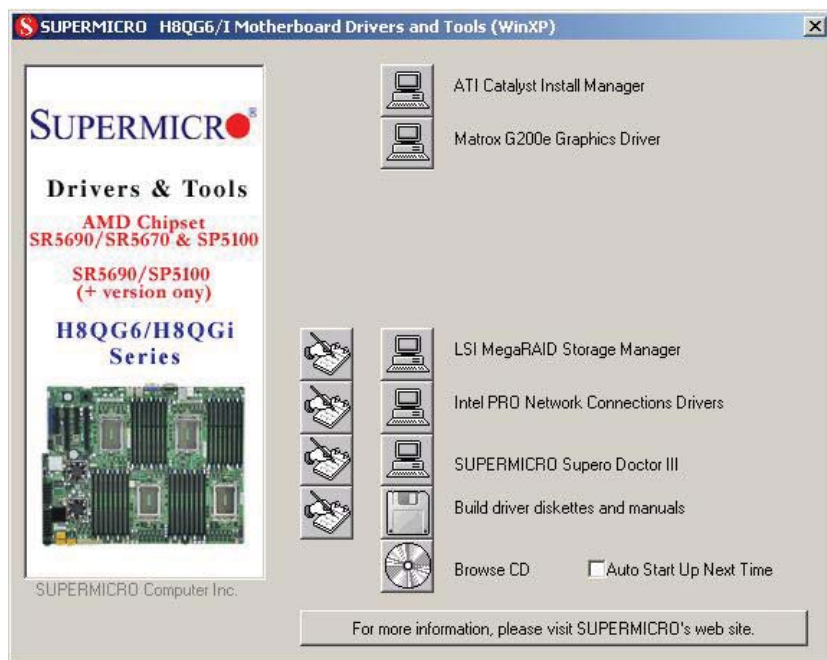 SUPERMICRO H8QG6/I Motherboard Drivers and Tools (WinXP)
SUPERMICRO®
Drivers & Tools
AMD Chipset
SR5690/SR5670 & SP5100
SR5690/SP5100
(+ version ony)
H8QG6/H8QGi
Series
SUPERMICRO Computer Inc.
ATI Catalyst Install Manager
Matrox G200e Graphics Driver
LSI MegaRAID Storage Manager
Intel PRO Network Connections Drivers
SUPERMICRO Supero Doctor III
Build driver diskettes and manuals
Browse CD Auto Start Up Next Time
For more information, please visit SUPERMICRO's web site.